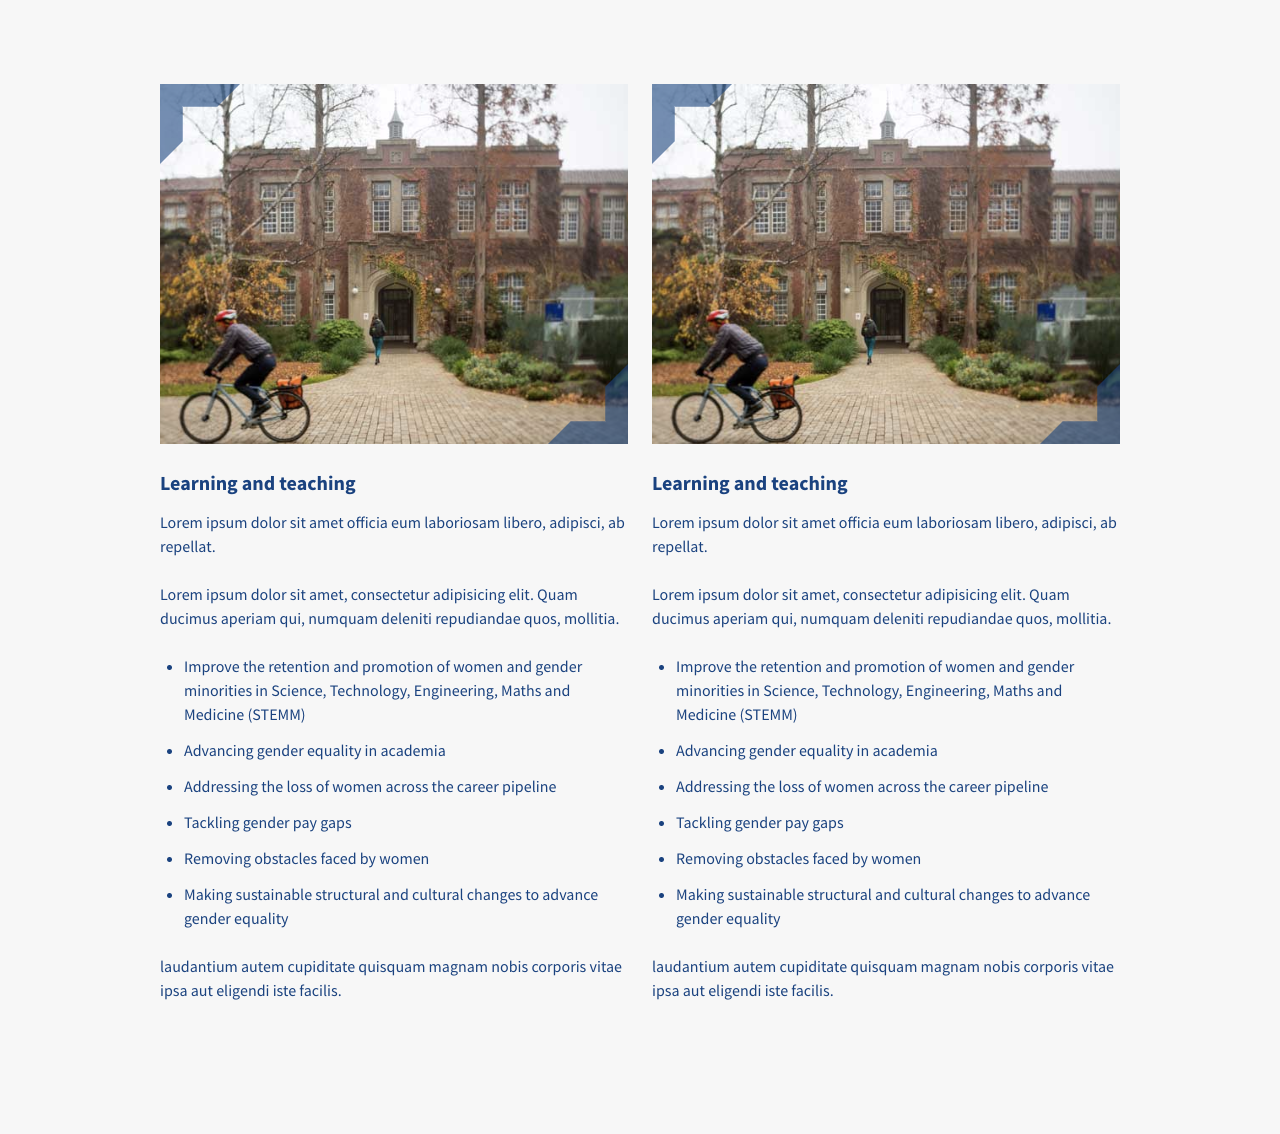 Learning and teaching
Lorem ipsum dolor sit amet officia eum laboriosam libero, adipisci, ab
repellat.
Lorem ipsum dolor sit amet, consectetur adipisicing elit. Quam
ducimus aperiam qui, numquam deleniti repudiandae quos, mollitia.
• Improve the retention and promotion of women and gender
minorities in Science, Technology, Engineering, Maths and
Medicine (STEMM)
• Advancing gender equality in academia
• Addressing the loss of women across the career pipeline
• Tackling gender pay gaps
• Removing obstacles faced by women
• Making sustainable structural and cultural changes to advance
gender equality
laudantium autem cupiditate quisquam magnam nobis corporis vitae
ipsa aut eligendi iste facilis.
Learning and teaching
Lorem ipsum dolor sit amet officia eum laboriosam libero, adipisci, ab
repellat.
Lorem ipsum dolor sit amet, consectetur adipisicing elit. Quam
ducimus aperiam qui, numquam deleniti repudiandae quos, mollitia.
• Improve the retention and promotion of women and gender
minorities in Science, Technology, Engineering, Maths and
Medicine (STEMM)
• Advancing gender equality in academia
• Addressing the loss of women across the career pipeline
• Tackling gender pay gaps
• Removing obstacles faced by women
• Making sustainable structural and cultural changes to advance
gender equality
laudantium autem cupiditate quisquam magnam nobis corporis vitae
ipsa aut eligendi iste facilis.